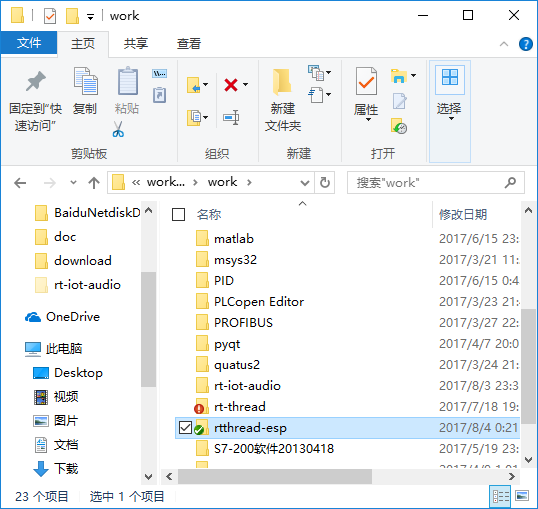 work
文件 主页 共享 查看
固定到“快速访问” 复制 粘贴 新建文件夹 属性 选择
剪贴板 组织 新建 打开
« work... › work ›
搜索"work"
名称 修改日期
BaiduNetdiskD
doc
download
rt-iot-audio
OneDrive
此电脑
Desktop
视频
图片
文档
下载
matlab 2017/6/15 23:
msys32 2017/3/21 11:
PID 2017/6/15 0:4
PLCopen Editor 2017/3/23 21:
PROFIBUS 2017/3/27 22:
pyqt 2017/4/7 20:0
quatus2 2017/3/24 21:
rt-iot-audio 2017/8/3 23:3
rt-thread 2017/7/18 19:
rtthread-esp 2017/8/4 0:21
S7-200软件20130418 2017/5/19 23:
23 个项目 选中 1 个项目